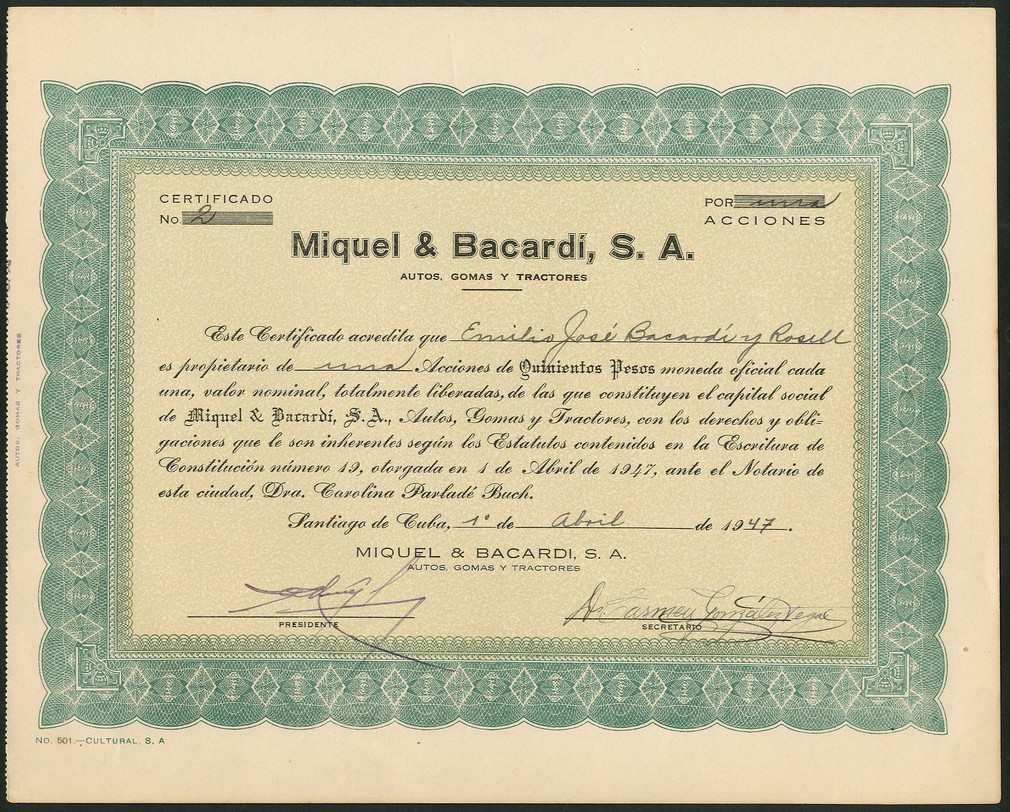 CERTIFICADO
No. 2
POR una
ACCIONES
Miquel & Bacardí, S. A.
AUTOS, GOMAS Y TRACTORES
Este Certificado acredita que Emilio José Bacardí y Rosell
es propietario de una Acciones de Quinientos Pesos moneda oficial cada
una, valor nominal, totalmente liberadas, de las que constituyen el capital social
de Miquel & Bacardí, S. A., Autos, Gomas y Tractores, con los derechos y obli-
gaciones que le son inherentes según los Estatutos contenidos en la Escritura de
Constitución número 19, otorgada en 1 de Abril de 1947, ante el Notario de
esta ciudad, Dra. Carolina Parladé Buch.
Santiago de Cuba, 1º de abril de 1947.
MIQUEL & BACARDI, S. A.
AUTOS, GOMAS Y TRACTORES
PRESIDENTE
Carmen González
SECRETARIO
No. 501.—CULTURAL, S. A
AUTOS, GOMAS Y TRACTORES